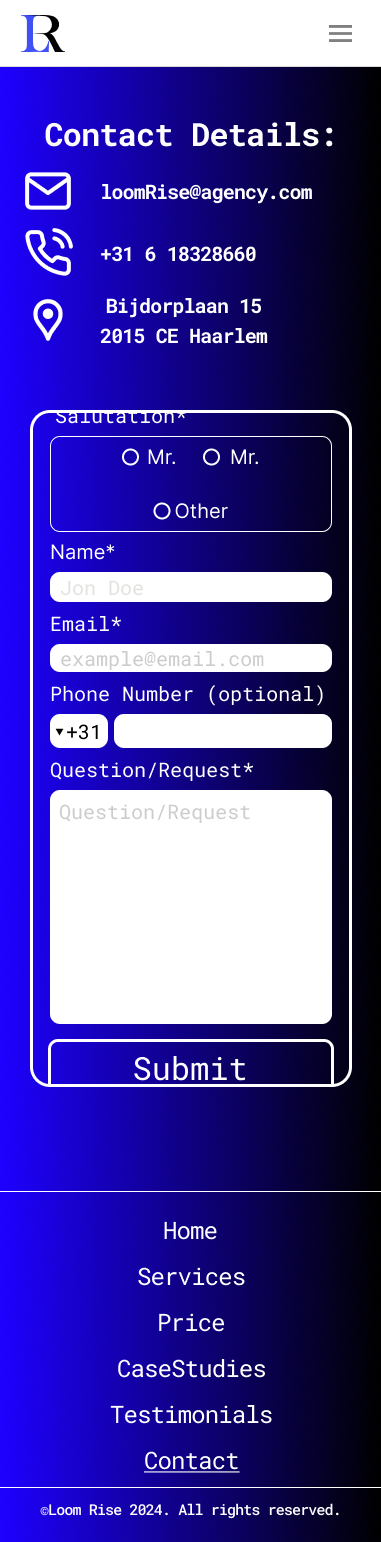 LR
Contact Details:
loomRise@agency.com
+31 6 18328660
Bijdorplaan 15
2015 CE Haarlem
Salutation*
Mr. Mr.
Other
Name*
Jon Doe
Email*
example@email.com
Phone Number (optional)
+31
Question/Request*
Question/Request
Submit
Home
Services
Price
CaseStudies
Testimonials
Contact
©Loom Rise 2024. All rights reserved.